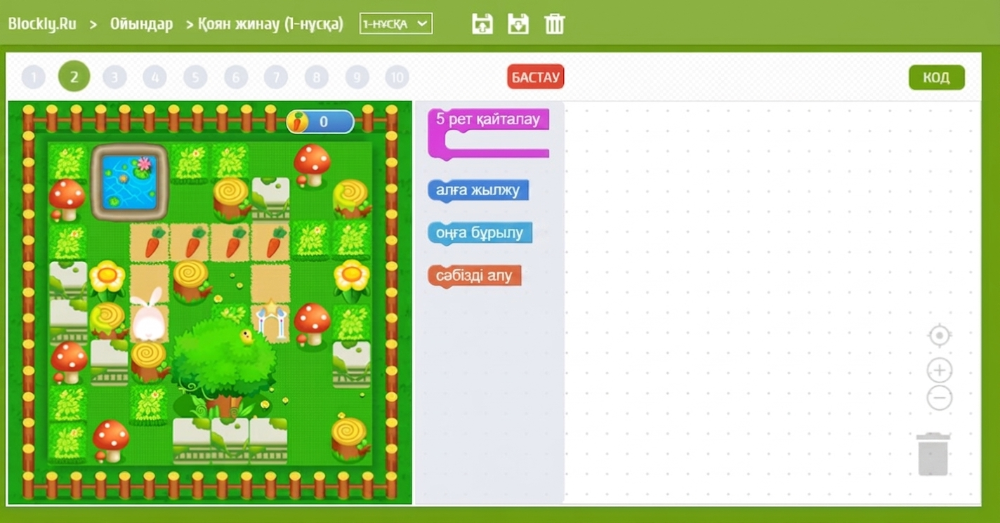 Blockly.Ru > Ойындар > Қоян жинау (1-нұсқа) 1-НҰСҚА
1 2 3 4 5 6 7 8 9 10 БАСТАУ КОД
0
5 рет қайталау
алға жылжу
оңға бұрылу
сәбізді алу